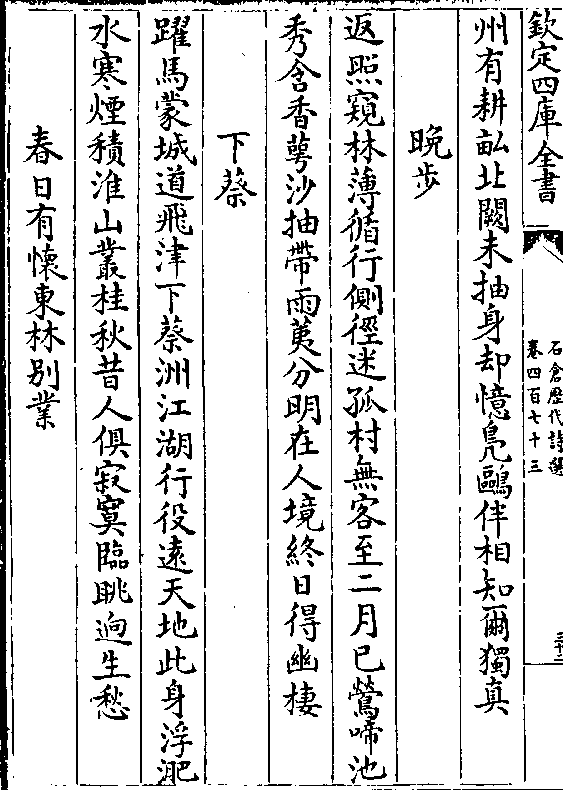 欽定四庫全書
石倉歷代詩選
卷四百七十三
州有耕畆北闕未抽身却憶鳬鷗伴相知爾獨真
晩步
返照窺林薄循行側徑迷孤村無客至二月已鶯啼池
秀含香蕚沙抽帶雨荑分明在人境終日得幽棲
下蔡
躍馬蒙城道飛津下蔡洲江湖行役遠天地此身浮淝
水寒煙積淮山叢桂秋昔人俱寂寞臨眺逈生愁
春日有懷東林别業